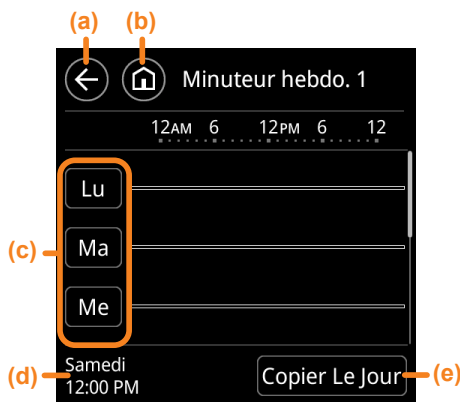 (a) (b)
Minuteur hebdo. 1
12AM 6 12PM 6 12
Lu
(c) Ma
Me
(d) Samedi
12:00 PM
Copier Le Jour (e)